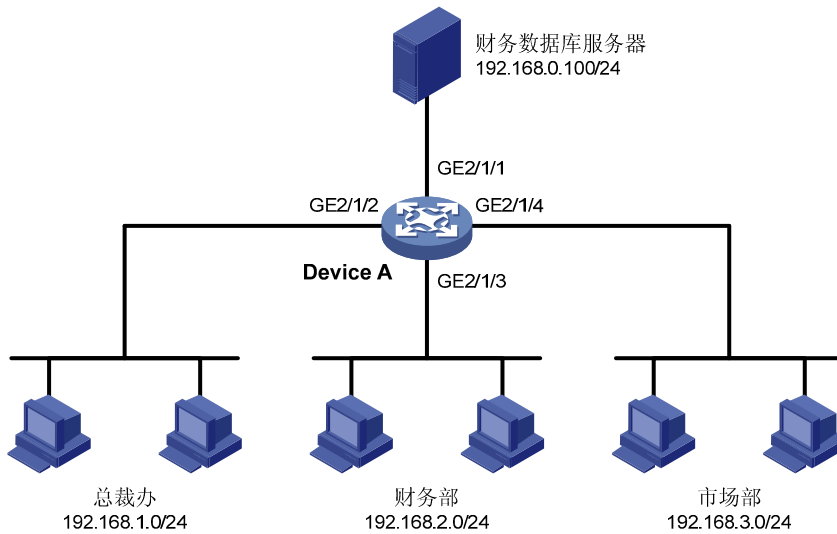 财务数据库服务器
192.168.0.100/24
GE2/1/1
GE2/1/2
GE2/1/4
Device A
GE2/1/3
总裁办
192.168.1.0/24
财务部
192.168.2.0/24
市场部
192.168.3.0/24